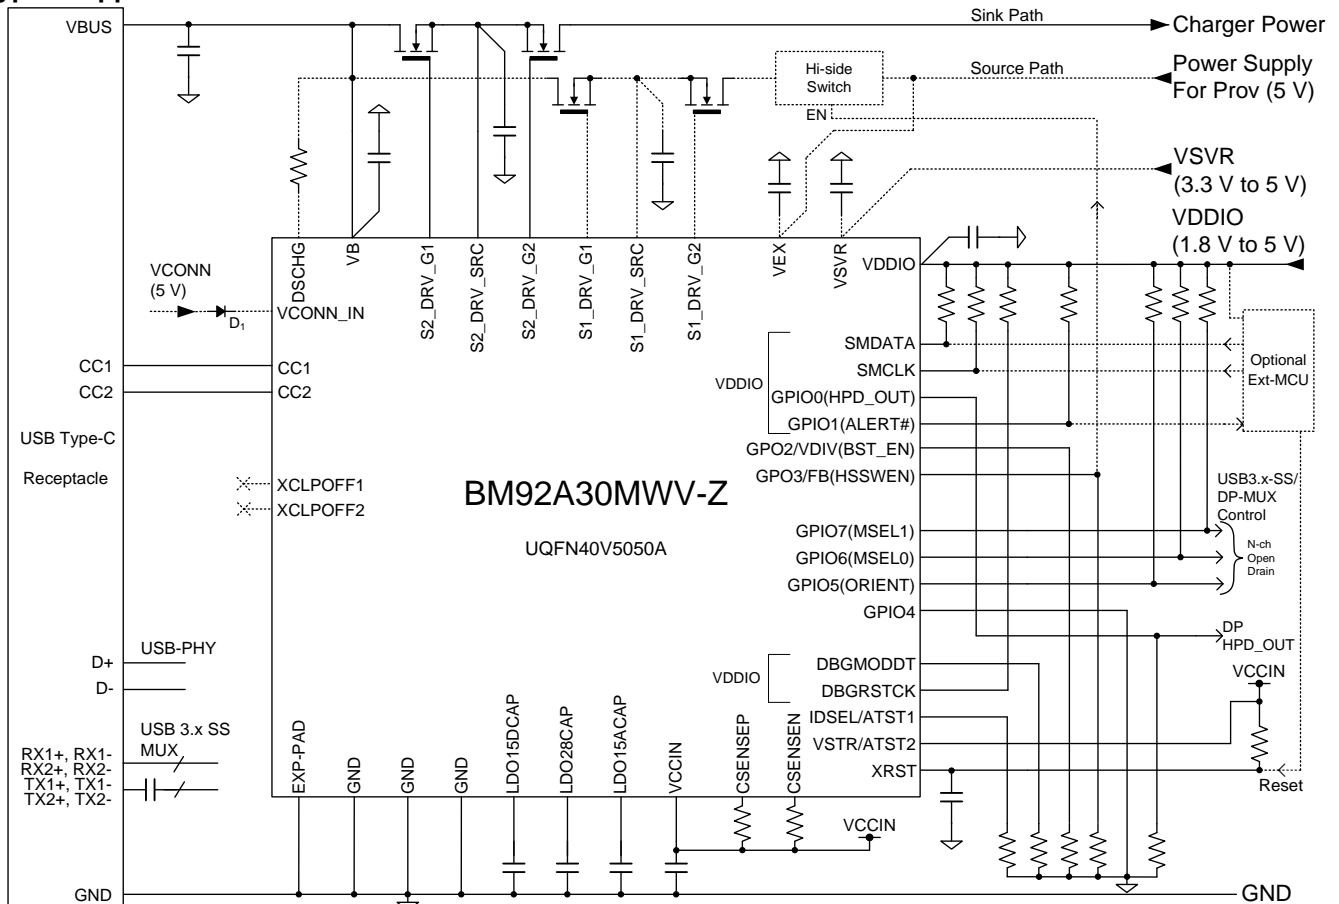 VBUS
Sink Path
Charger Power
Hi-side
Switch
EN
Source Path
Power Supply
For Prov (5 V)
VSVR
(3.3 V to 5 V)
VDDIO
(1.8 V to 5 V)
DSCHG
VB
S2_DRV_G1
S2_DRV_SRC
S2_DRV_G2
S1_DRV_G1
S1_DRV_SRC
S1_DRV_G2
VEX
VSVR
VDDIO
VCONN
(5 V)
D1
VCONN_IN
CC1
CC1
CC2
CC2
USB Type-C
Receptacle
XCLPOFF1
XCLPOFF2
BM92A30MWV-Z
UQFN40V5050A
VDDIO
SMDATA
SMCLK
GPIO0(HPD_OUT)
GPIO1(ALERT#)
GPO2/VDIV(BST_EN)
GPO3/FB(HSSWEN)
Optional
Ext-MCU
USB3.x-SS/
DP-MUX
Control
GPIO7(MSEL1)
GPIO6(MSEL0)
GPIO5(ORIENT)
N-ch
Open
Drain
GPIO4
DP
HPD_OUT
VDDIO
DBGMODDT
DBGRSTCK
IDSEL/ATST1
VSTR/ATST2
XRST
VCCIN
Reset
D+
USB-PHY
D-
USB 3.x SS
MUX
RX1+, RX1-
RX2+, RX2-
TX1+, TX1-
TX2+, TX2-
EXP-PAD
GND
GND
GND
LDO15DCAP
LDO28CAP
LDO15ACAP
VCCIN
CSENSEP
CSENSEN
VCCIN
GND
GND